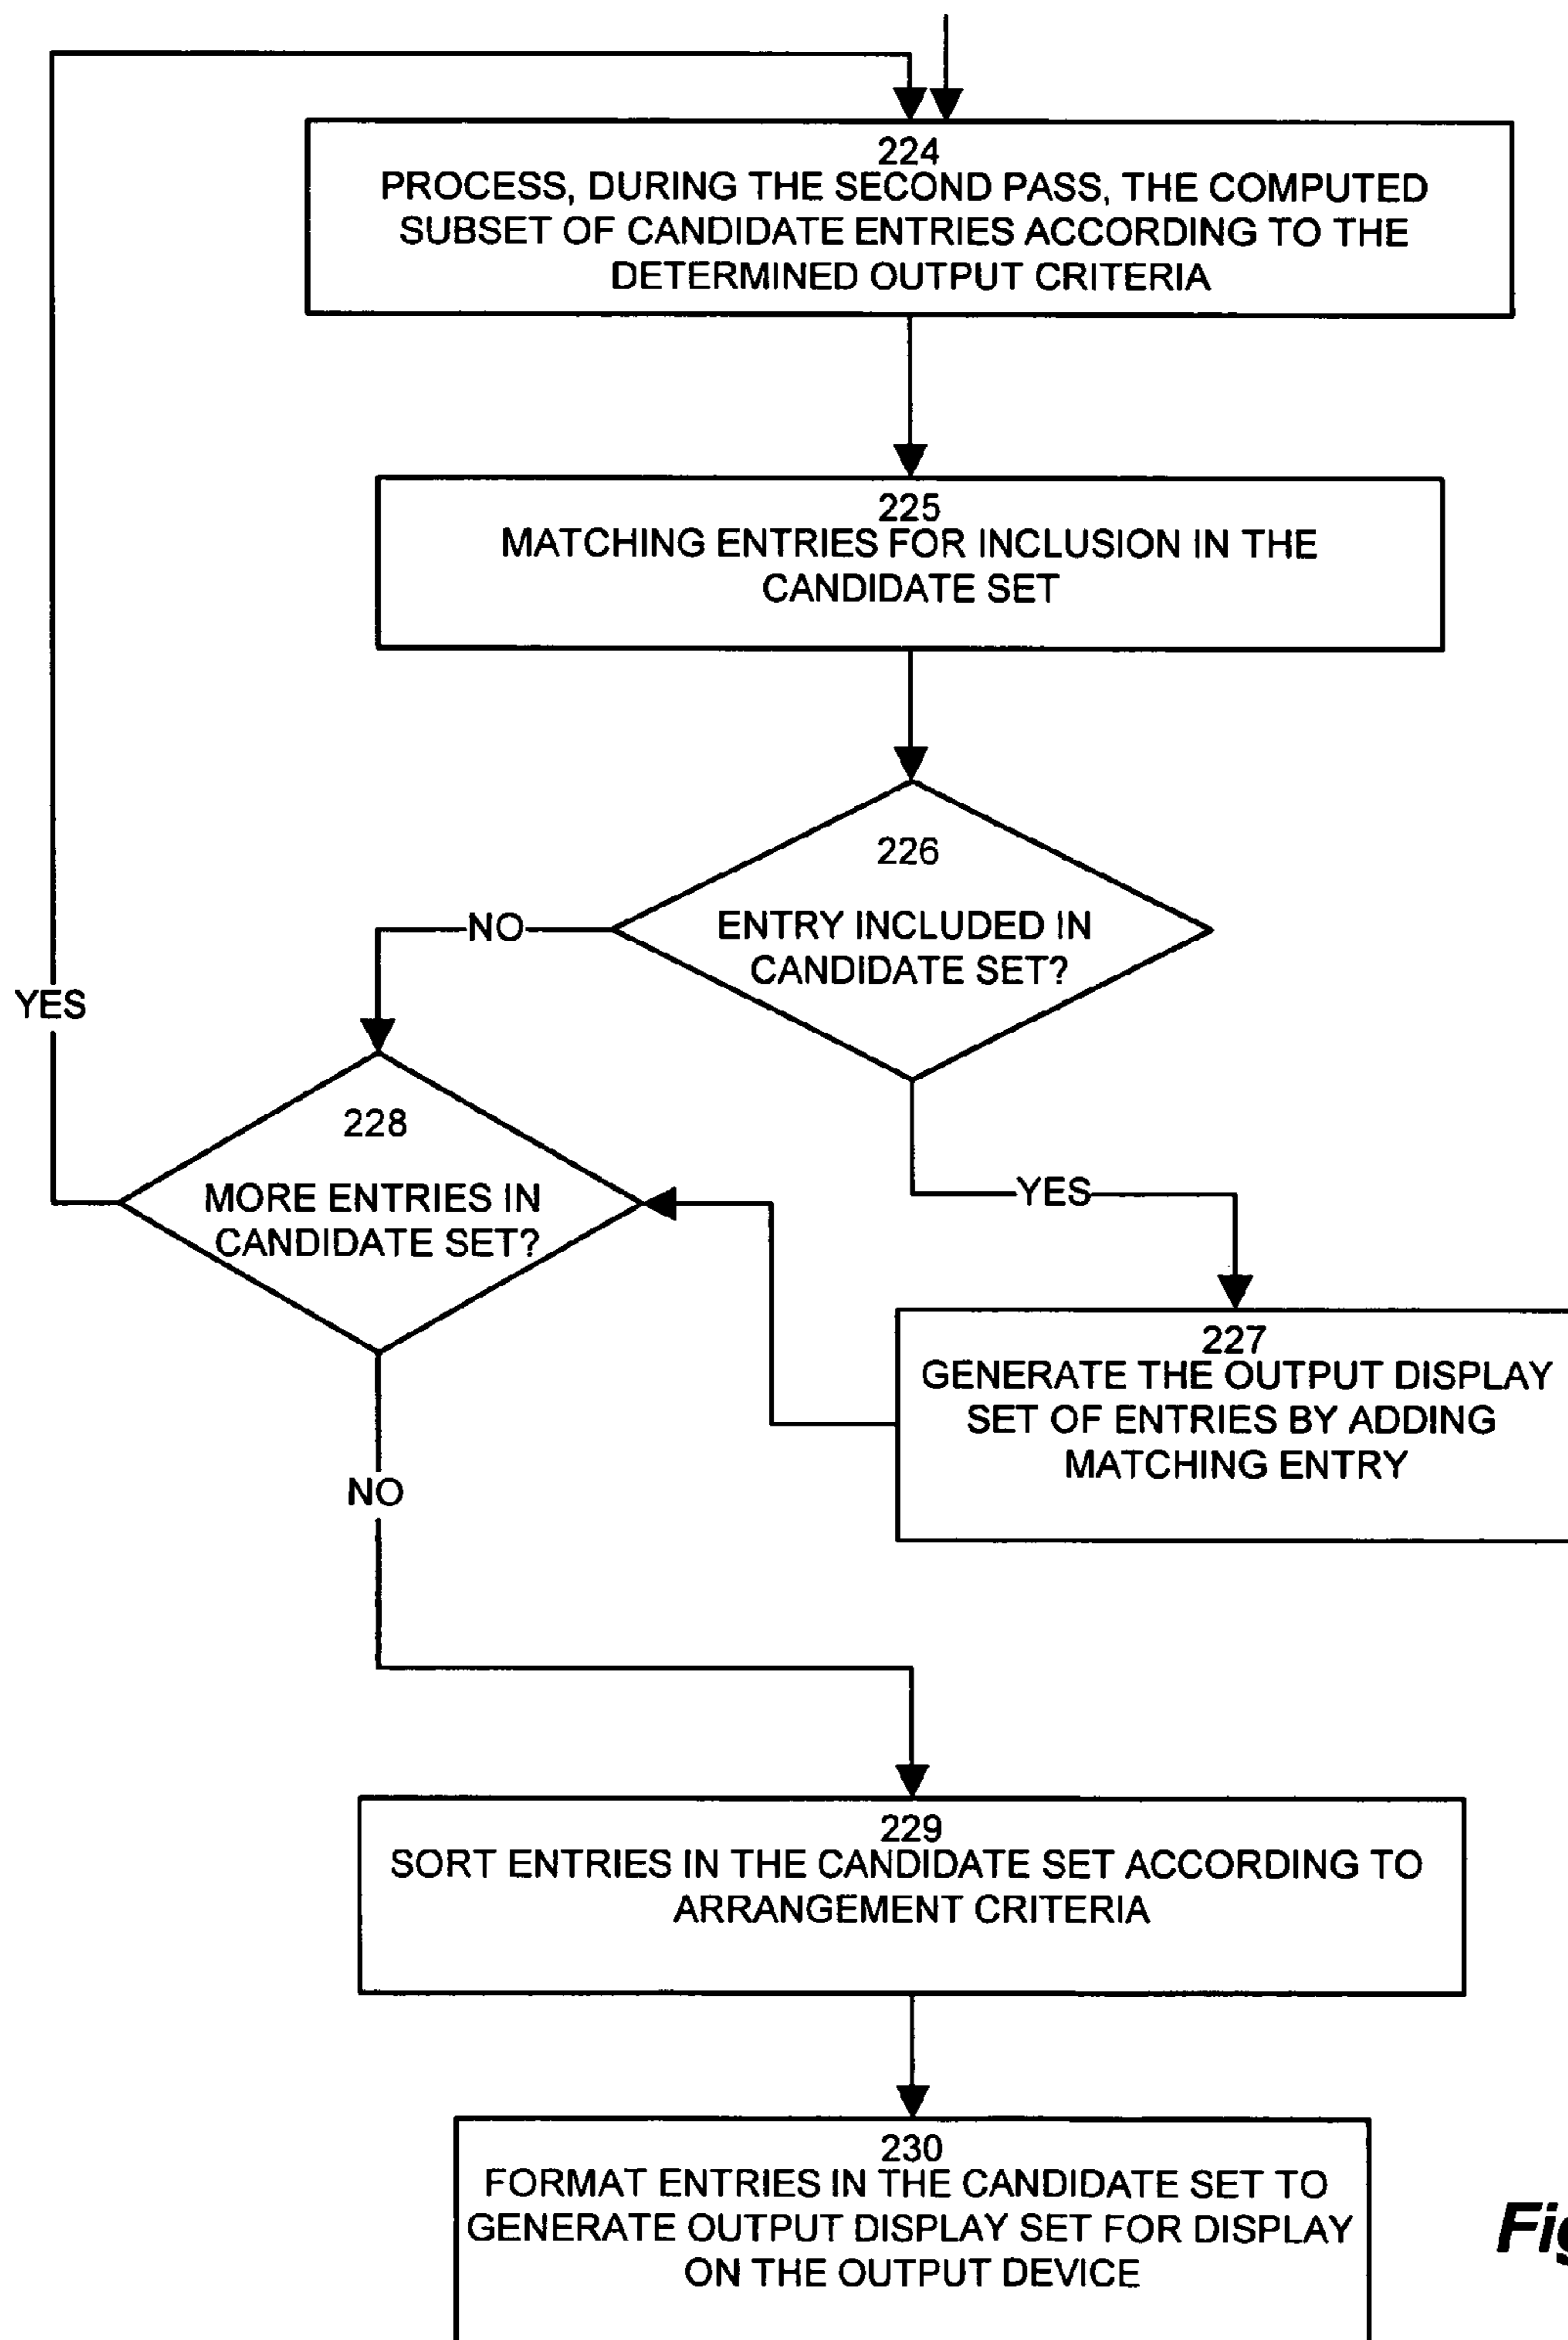 224
PROCESS, DURING THE SECOND PASS, THE COMPUTED
SUBSET OF CANDIDATE ENTRIES ACCORDING TO THE
DETERMINED OUTPUT CRITERIA
225
MATCHING ENTRIES FOR INCLUSION IN THE
CANDIDATE SET
226
ENTRY INCLUDED IN
CANDIDATE SET?
NO
YES
228
MORE ENTRIES IN
CANDIDATE SET?
YES
227
GENERATE THE OUTPUT DISPLAY
SET OF ENTRIES BY ADDING
MATCHING ENTRY
NO
229
SORT ENTRIES IN THE CANDIDATE SET ACCORDING TO
ARRANGEMENT CRITERIA
230
FORMAT ENTRIES IN THE CANDIDATE SET TO
GENERATE OUTPUT DISPLAY SET FOR DISPLAY
ON THE OUTPUT DEVICE